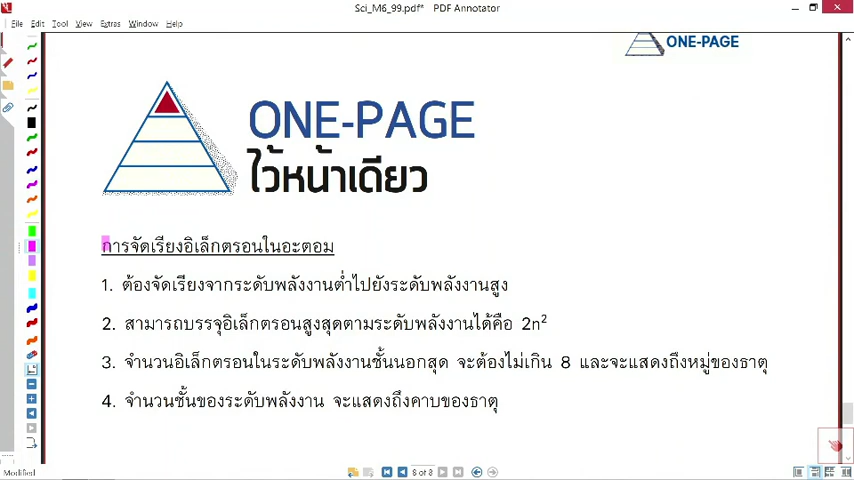 Sci_M6_99.pdf* PDF Annotator
File Edit Tool View Extras Window Help
ONE-PAGE
ONE-PAGE
ไว้หน้าเดียว
การจัดเรียงอิเล็กตรอนในอะตอม
1. ต้องจัดเรียงจากระดับพลังงานต่ำไปยังระดับพลังงานสูง
2. สามารถบรรจุอิเล็กตรอนสูงสุดตามระดับพลังงานได้คือ 2n²
3. จำนวนอิเล็กตรอนในระดับพลังงานชั้นนอกสุด จะต้องไม่เกิน 8 และจะแสดงถึงหมู่ของธาตุ
4. จำนวนชั้นของระดับพลังงาน จะแสดงถึงคาบของธาตุ
Modified
8 of 8